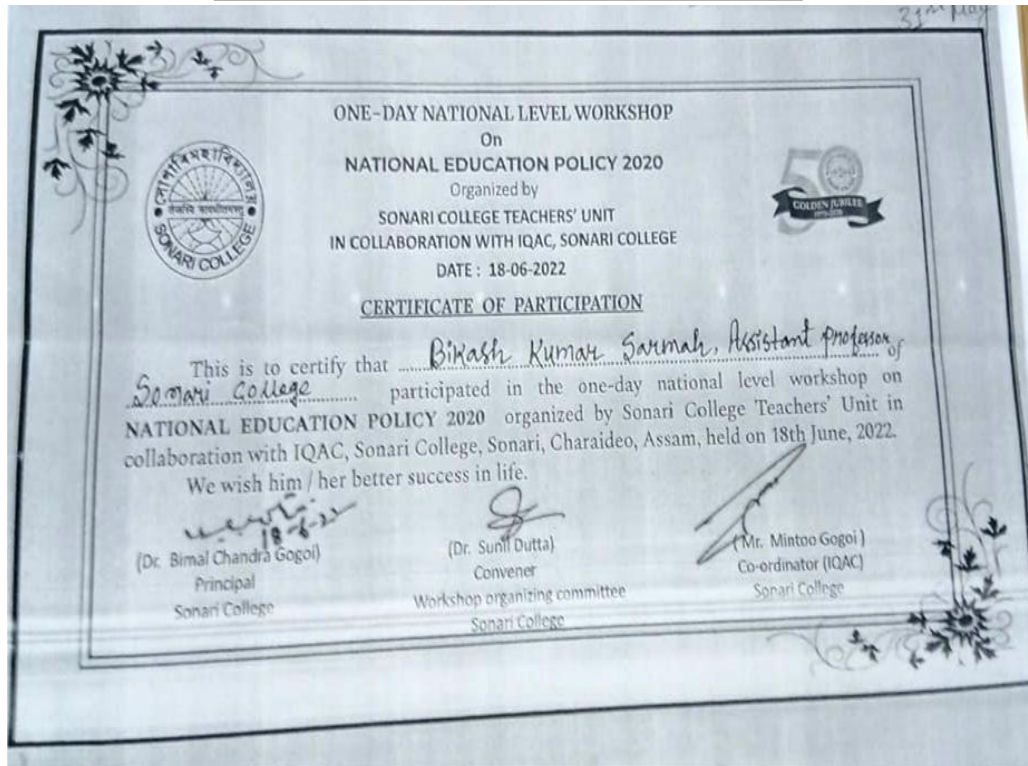 31st May
ONE-DAY NATIONAL LEVEL WORKSHOP
On
NATIONAL EDUCATION POLICY 2020
Organized by
SONARI COLLEGE TEACHERS' UNIT
IN COLLABORATION WITH IQAC, SONARI COLLEGE
DATE : 18-06-2022
সোণাৰি মহাবিদ্যালয়
SONARI COLLEGE
50
GOLDEN JUBILEE
CERTIFICATE OF PARTICIPATION
This is to certify that Bikash Kumar Sarmah, Assistant Professor of
Sonari College participated in the one-day national level workshop on
NATIONAL EDUCATION POLICY 2020 organized by Sonari College Teachers' Unit in
collaboration with IQAC, Sonari College, Sonari, Charaideo, Assam, held on 18th June, 2022.
We wish him / her better success in life.
18-6-22
(Dr. Bimal Chandra Gogoi)
Principal
Sonari College
(Dr. Sunil Dutta)
Convener
Workshop organizing committee
Sonari College
(Mr. Mintoo Gogoi)
Co-ordinator (IQAC)
Sonari College